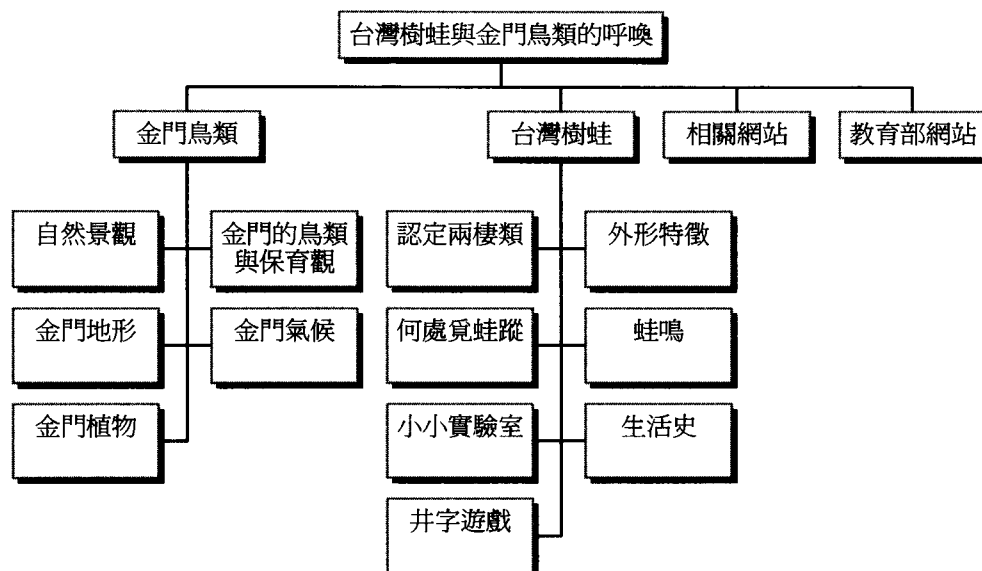 台灣樹蛙與金門鳥類的呼喚
金門鳥類
台灣樹蛙
相關網站
教育部網站
自然景觀
金門的鳥類
與保育觀
認定兩棲類
外形特徵
金門地形
金門氣候
何處覓蛙蹤
蛙鳴
金門植物
小小實驗室
生活史
井字遊戲